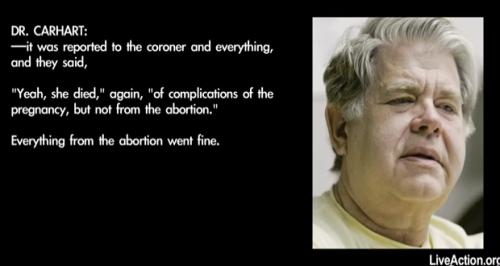 DR. CARHART:
—it was reported to the coroner and everything,
and they said,
"Yeah, she died," again, "of complications of the
pregnancy, but not from the abortion."
Everything from the abortion went fine.
LiveAction.org